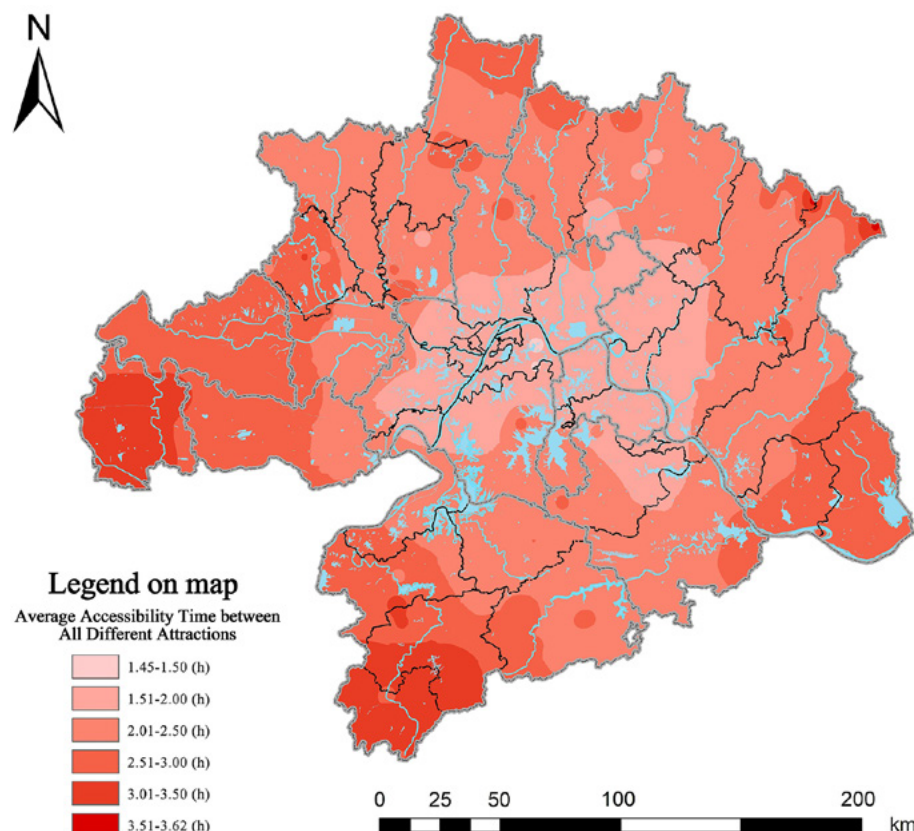 N
Legend on map
Average Accessibility Time between
All Different Attractions
1.45-1.50 (h)
1.51-2.00 (h)
2.01-2.50 (h)
2.51-3.00 (h)
3.01-3.50 (h)
3.51-3.62 (h)
0 25 50 100 200
km